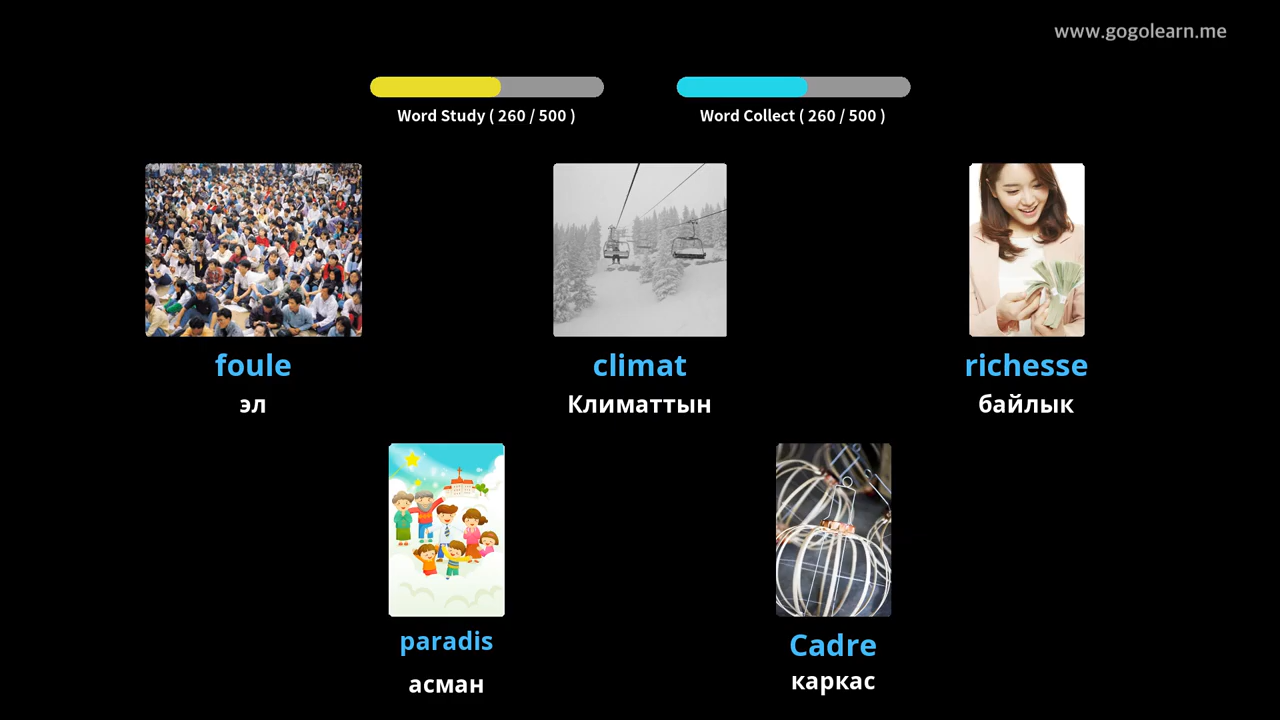 www.gogolearn.me
Word Study ( 260 / 500 )
Word Collect ( 260 / 500 )
foule
эл
climat
Климаттын
richesse
байлык
paradis
асман
Cadre
каркас